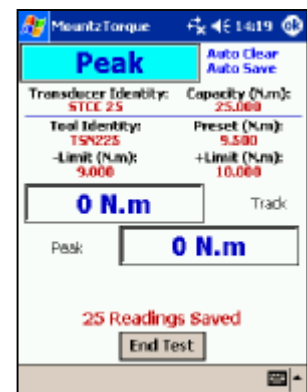 MountzTorque 14:19 ok
Peak Auto Clear
Auto Save
Transducer Identity: Capacity (N.m):
STCE 25 25.000
Tool Identity: Preset (N.m):
TSN225 9.500
-Limit (N.m): +Limit (N.m):
9.000 10.000
0 N.m Track
Peak 0 N.m
25 Readings Saved
End Test